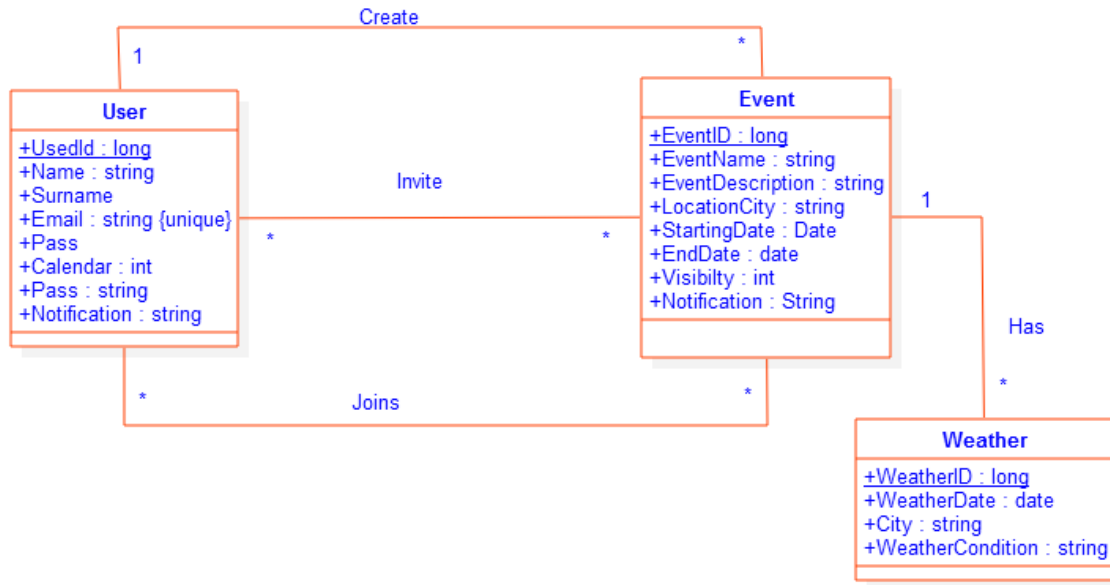 Create
1
*
User
+UsedId : long
+Name : string
+Surname
+Email : string {unique}
+Pass
+Calendar : int
+Pass : string
+Notification : string
Invite
*
*
Event
+EventID : long
+EventName : string
+EventDescription : string
+LocationCity : string
+StartingDate : Date
+EndDate : date
+Visibilty : int
+Notification : String
1
Has
*
*
Joins
*
Weather
+WeatherID : long
+WeatherDate : date
+City : string
+WeatherCondition : string